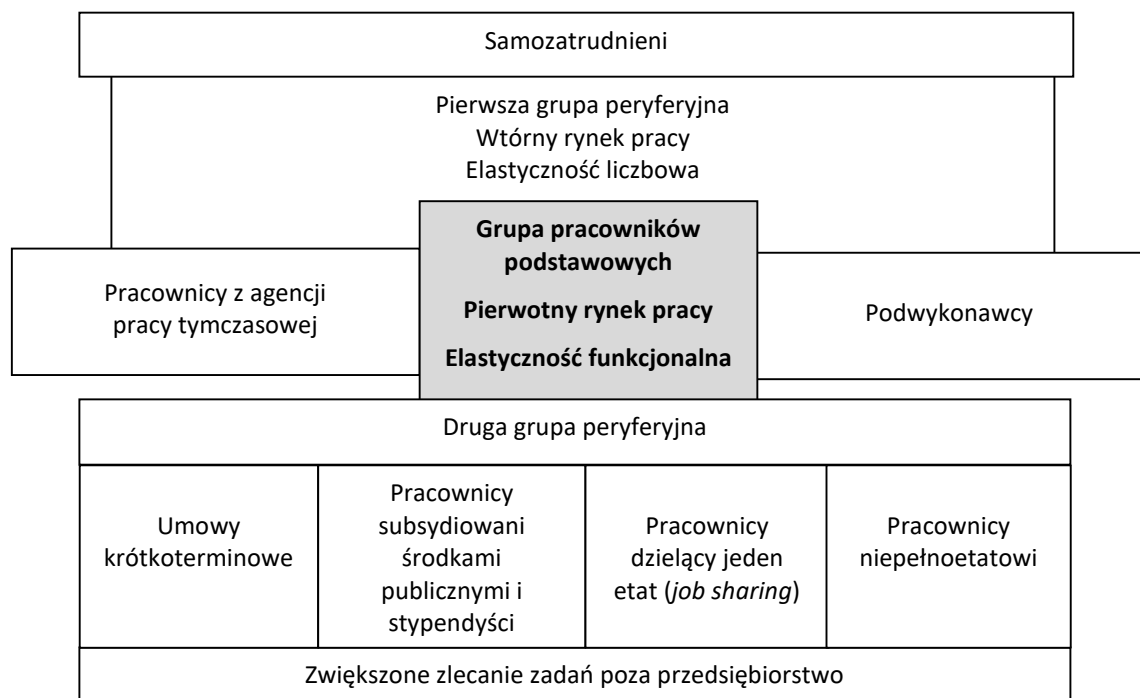 Samozatrudnieni
Pierwsza grupa peryferyjna
Wtórny rynek pracy
Elastyczność liczbowa
Grupa pracowników
podstawowych
Pierwotny rynek pracy
Elastyczność funkcjonalna
Pracownicy z agencji
pracy tymczasowej
Podwykonawcy
Druga grupa peryferyjna
Umowy
krótkoterminowe
Pracownicy
subsydiowani
środkami
publicznymi i
stypendyści
Pracownicy
dzielący jeden
etat (job sharing)
Pracownicy
niepełnoetatowi
Zwiększone zlecanie zadań poza przedsiębiorstwo